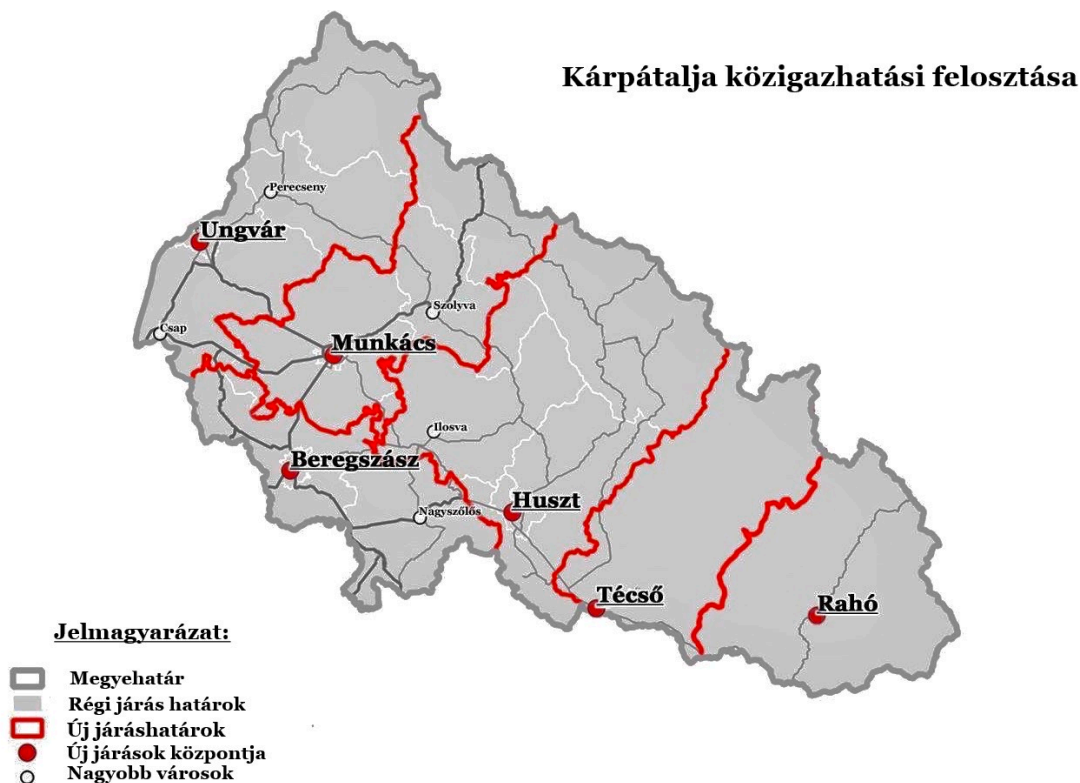 Kárpátalja közigazhatási felosztása
Perecseny
Ungvár
Szolyva
Csap
Munkács
Ilosva
Beregszász
Nagyszőlős
Huszt
Técső
Rahó
Jelmagyarázat:
Megyehatár
Régi járás határok
Új járáshatárok
Új járások központja
Nagyobb városok